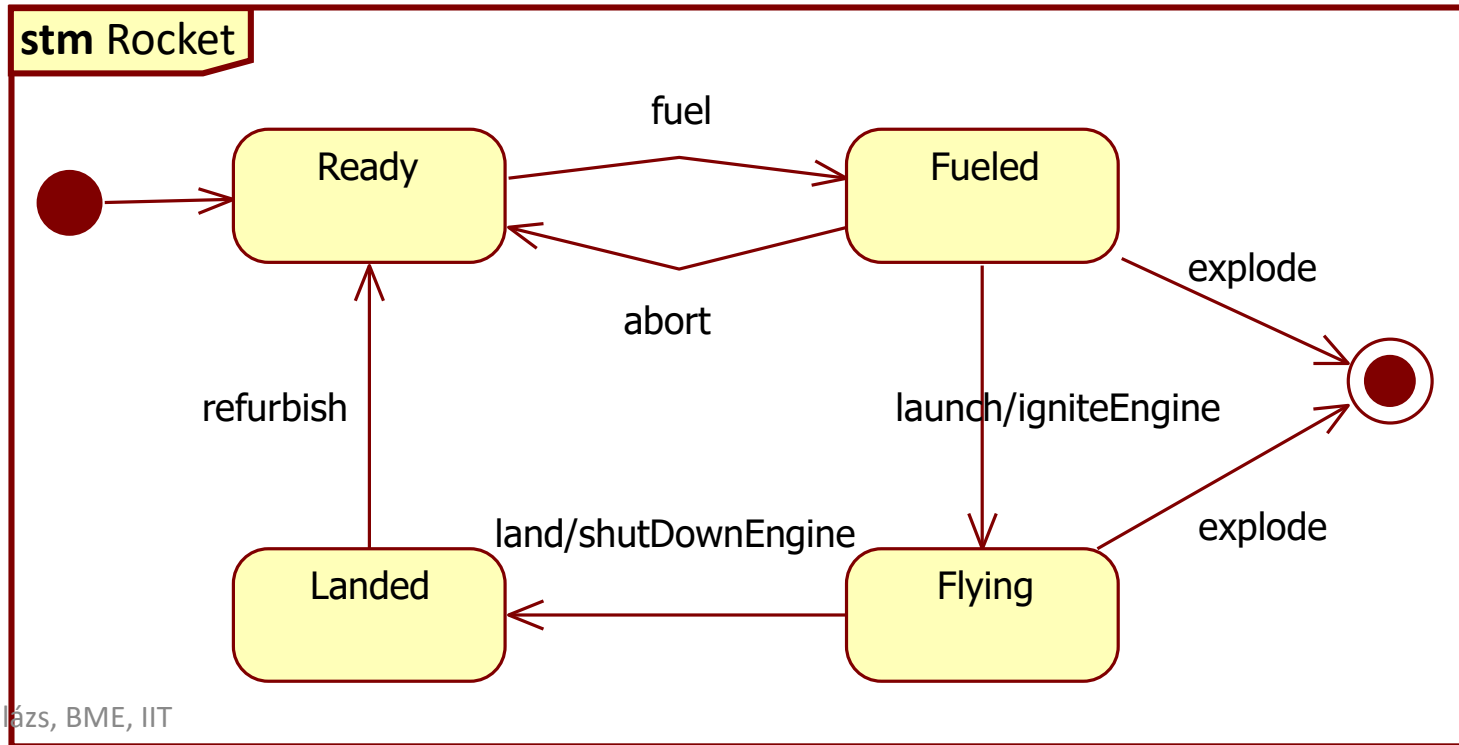 stm Rocket
fuel
Ready
Fueled
explode
abort
refurbish
launch/igniteEngine
land/shutDownEngine
explode
Landed
Flying
lázs, BME, IIT